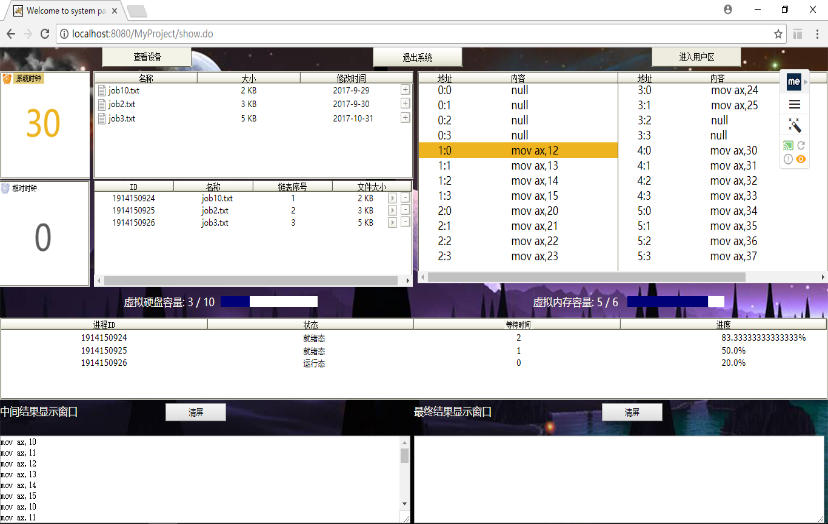 Welcome to system pa
localhost:8080/MyProject/show.do
查看设备 退出系统 进入用户区
系统时钟
30
相对时钟
0
名称 大小 修改时间
job10.txt 2 KB 2017-9-29
job2.txt 3 KB 2017-9-30
job3.txt 5 KB 2017-10-31
ID 名称 链表序号 文件大小
1914150924 job10.txt 1 2 KB
1914150925 job2.txt 2 3 KB
1914150926 job3.txt 3 5 KB
地址 内容 地址 内容
0:0 null 3:0 mov ax,24
0:1 null 3:1 mov ax,25
0:2 null 3:2 null
0:3 null 3:3 null
1:0 mov ax,12 4:0 mov ax,30
1:1 mov ax,13 4:1 mov ax,31
1:2 mov ax,14 4:2 mov ax,32
1:3 mov ax,15 4:3 mov ax,33
2:0 mov ax,20 5:0 mov ax,34
2:1 mov ax,21 5:1 mov ax,35
2:2 mov ax,22 5:2 mov ax,36
2:3 mov ax,23 5:3 mov ax,37
me
虚拟硬盘容量: 3 / 10 虚拟内存容量: 5 / 6
进程ID 状态 等待时间 进度
1914150924 就绪态 2 83.33333333333333%
1914150925 就绪态 1 50.0%
1914150926 运行态 0 20.0%
中间结果显示窗口 清屏 最终结果显示窗口 清屏
mov ax,10
mov ax,11
mov ax,12
mov ax,13
mov ax,14
mov ax,15
mov ax,10
mov ax,11